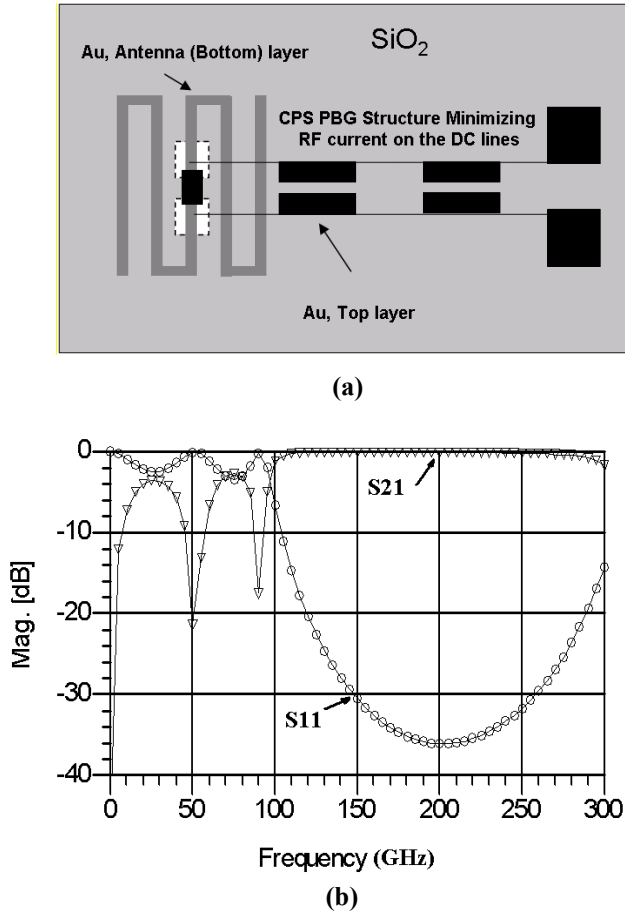 (a)
SiO2
Au, Antenna (Bottom) layer
CPS PBG Structure Minimizing
RF current on the DC lines
Au, Top layer
(a)
0
-10
-20
-30
-40
Mag. [dB]
S21
S11
0 50 100 150 200 250 300
Frequency (GHz)
(b)